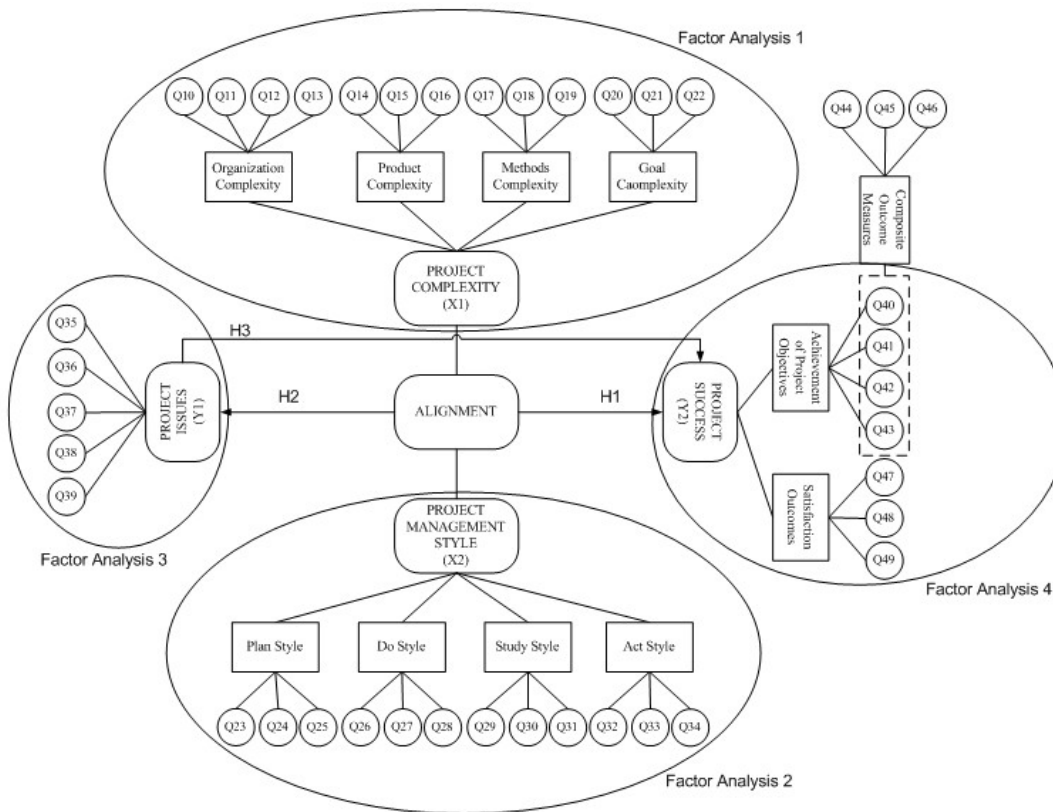 Factor Analysis 1
Q10 Q11 Q12 Q13 Q14 Q15 Q16 Q17 Q18 Q19 Q20 Q21 Q22
Organization
Complexity
Product
Complexity
Methods
Complexity
Goal
Caomplexity
PROJECT
COMPLEXITY
(X1)
Q44 Q45 Q46
Composite
Outcome
Measures
Q35
Q36
Q37
Q38
Q39
PROJECT
ISSUES
(Y1)
Factor Analysis 3
H3
H2
ALIGNMENT
H1
PROJECT
SUCCESS
(Y2)
Achievement
of Project
Objectives
Q40
Q41
Q42
Q43
Satisfaction
Outcomes
Q47
Q48
Q49
Factor Analysis 4
PROJECT
MANAGEMENT
STYLE
(X2)
Plan Style
Do Style
Study Style
Act Style
Q23 Q24 Q25 Q26 Q27 Q28 Q29 Q30 Q31 Q32 Q33 Q34
Factor Analysis 2